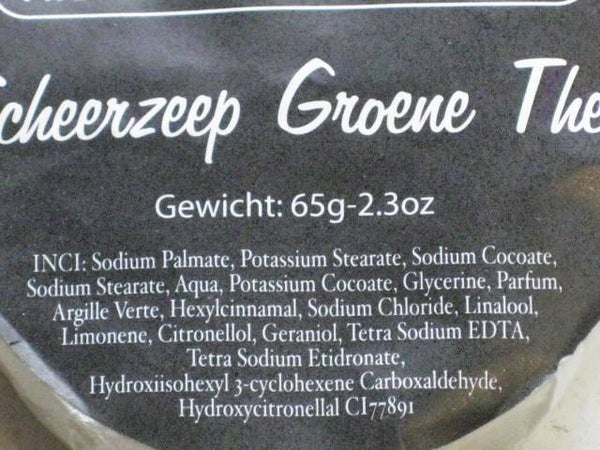 cheerzeep Groene The
Gewicht: 65g-2.3oz
INCI: Sodium Palmate, Potassium Stearate, Sodium Cocoate,
Sodium Stearate, Aqua, Potassium Cocoate, Glycerine, Parfum,
Argille Verte, Hexylcinnamal, Sodium Chloride, Linalool,
Limonene, Citronellol, Geraniol, Tetra Sodium EDTA,
Tetra Sodium Etidronate,
Hydroxiisohexyl 3-cyclohexene Carboxaldehyde,
Hydroxycitronellal CI77891